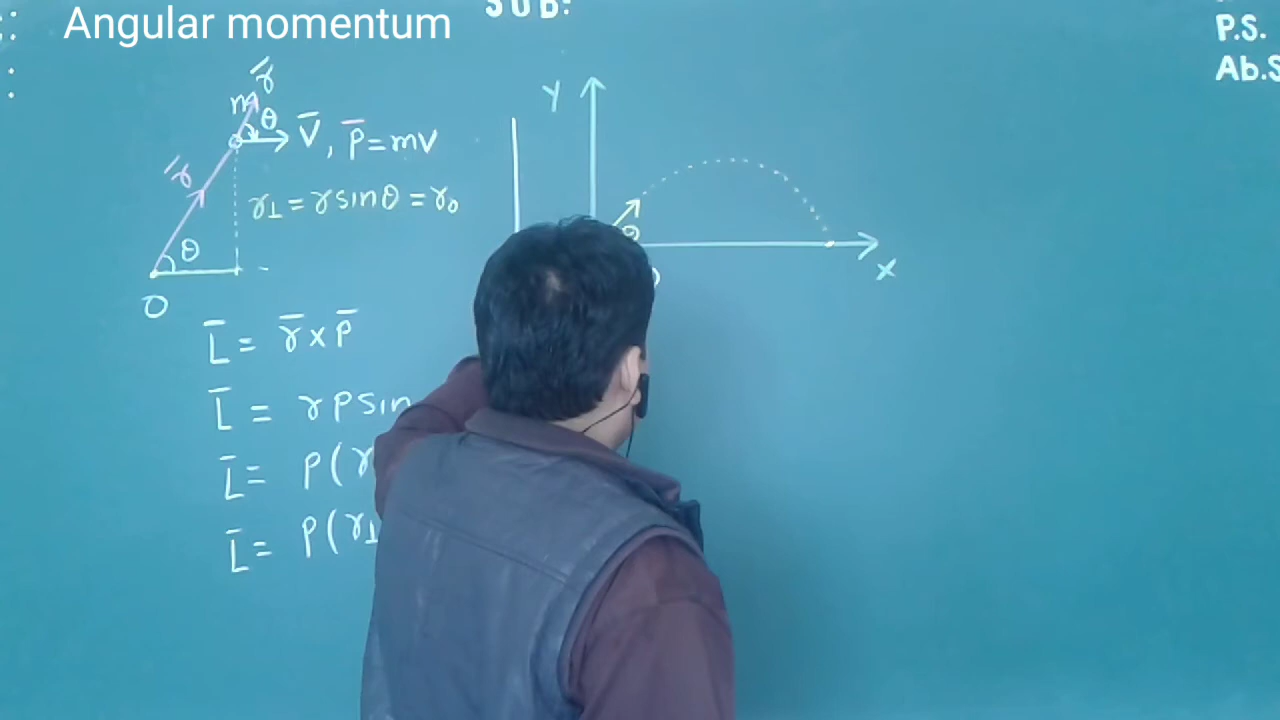 Angular momentum
SUB:
P.S.
Ab.S
r̄
m
θ
V̄, p̄=mv
r̄
r⊥ = r sinθ = r₀
θ
O
L̄ = r̄ × p̄
L̄ = r p sin
L̄ = P(r
L̄ = P(r⊥
Y
θ
X